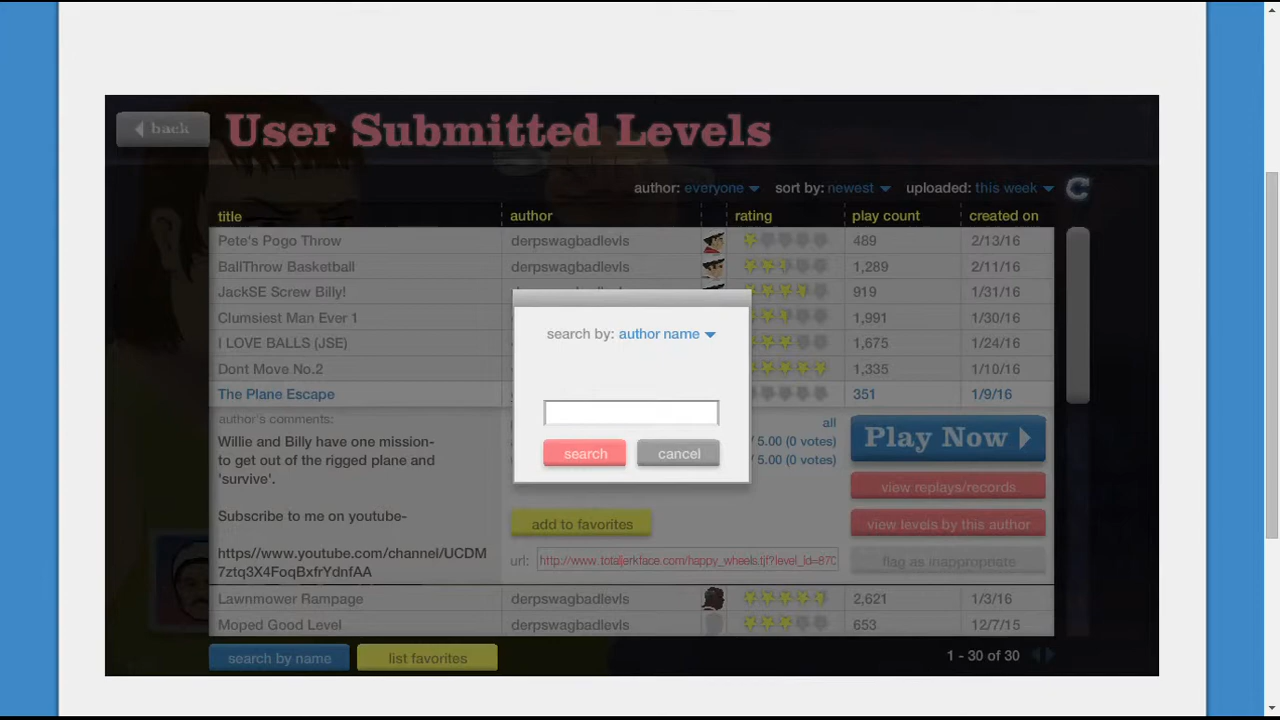 back
User Submitted Levels
author: everyone sort by: newest uploaded: this week
title author rating play count created on
Pete's Pogo Throw derpswagbadlevls 489 2/13/16
BallThrow Basketball derpswagbadlevls 1,289 2/11/16
JackSE Screw Billy! 919 1/31/16
Clumsiest Man Ever 1 1,991 1/30/16
I LOVE BALLS (JSE) 1,675 1/24/16
Dont Move No.2 1,335 1/10/16
The Plane Escape 351 1/9/16
search by: author name
search cancel
author's comments:
Willie and Billy have one mission-
to get out of the rigged plane and
'survive'.
Subscribe to me on youtube-
https//www.youtube.com/channel/UCDM
7ztq3X4FoqBxfrYdnfAA
all
/ 5.00 (0 votes)
/ 5.00 (0 votes)
Play Now
view replays/records
add to favorites
view levels by this author
url: http://www.totaljerkface.com/happy_wheels.tjf?level_id=870
flag as inappropriate
Lawnmower Rampage derpswagbadlevls 2,621 1/3/16
Moped Good Level derpswagbadlevls 653 12/7/15
search by name list favorites 1 - 30 of 30